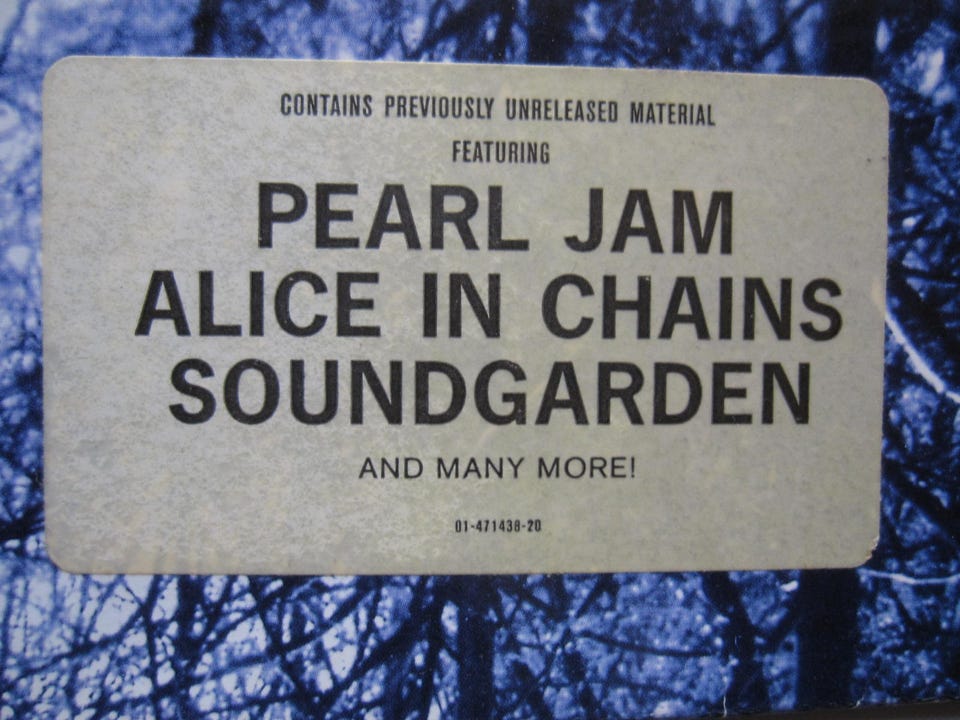 CONTAINS PREVIOUSLY UNRELEASED MATERIAL
FEATURING
PEARL JAM
ALICE IN CHAINS
SOUNDGARDEN
AND MANY MORE!
01-471438-20